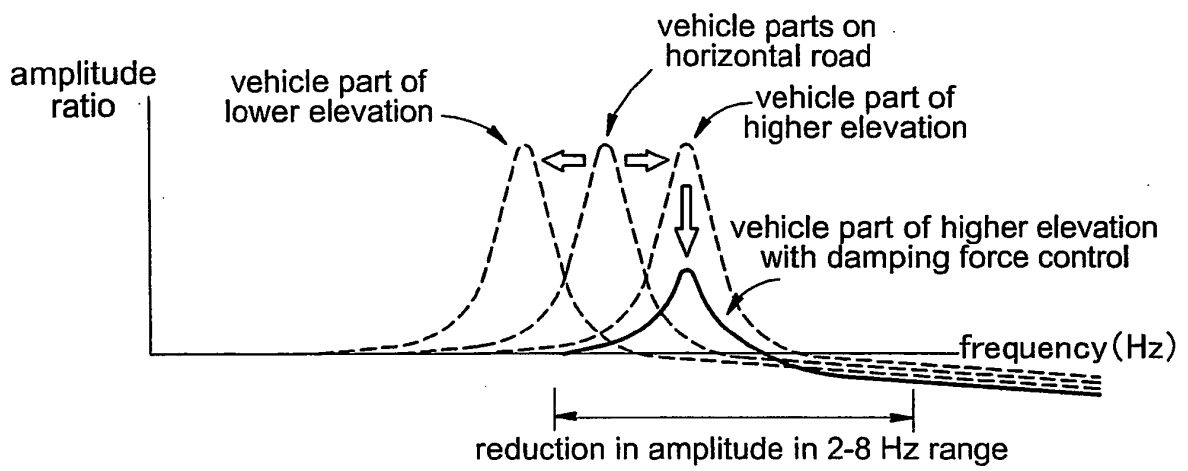 amplitude
ratio
vehicle part of
lower elevation
vehicle parts on
horizontal road
vehicle part of
higher elevation
vehicle part of higher elevation
with damping force control
frequency(Hz)
reduction in amplitude in 2-8 Hz range